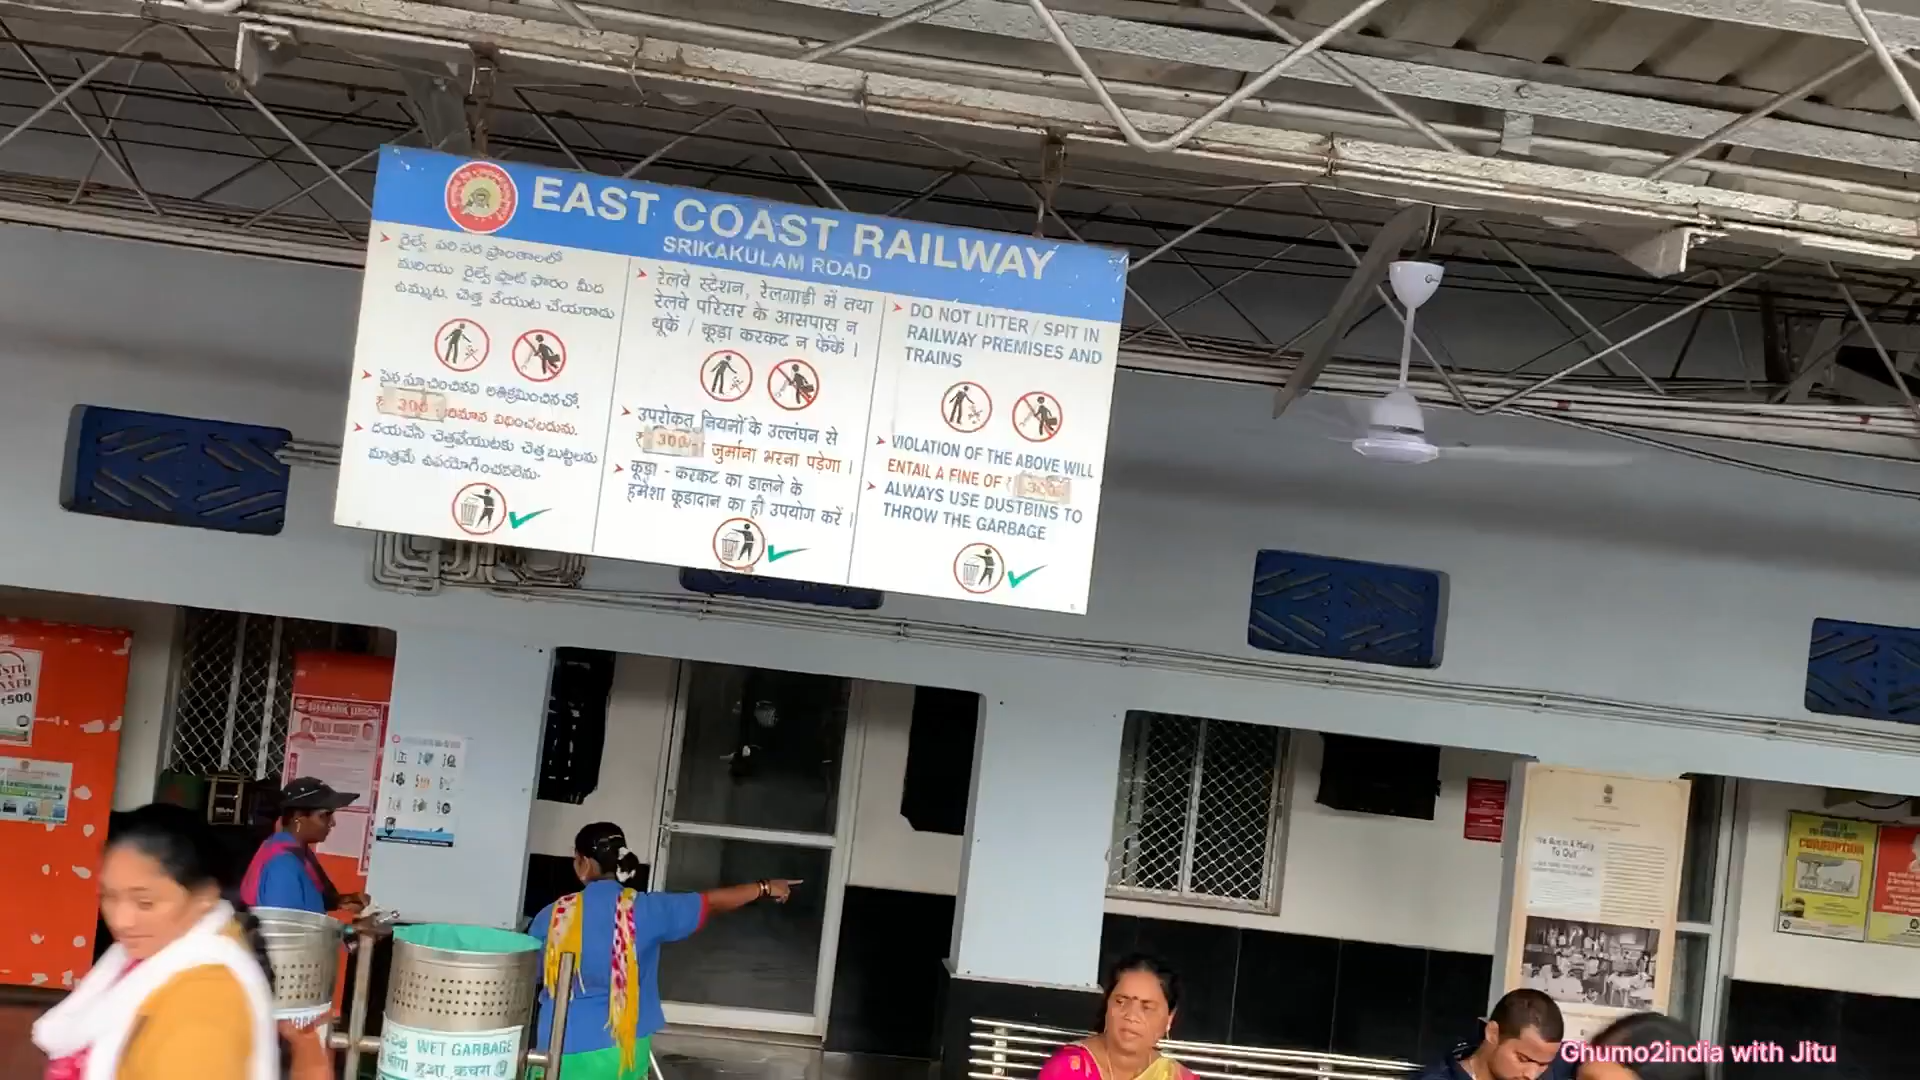 EAST COAST RAILWAY
SRIKAKULAM ROAD
రైల్వే పరిసర ప్రాంతాలలో
మరియు రైల్వే ప్లాట్ ఫారం మీద
ఉమ్ముట, చెత్త వేయుట చేయరాదు
పైన సూచించినవి అతిక్రమించినచో,
₹ 300 జరిమాన విధించబడును.
దయచేసి చెత్తవేయుటకు చెత్త బుట్టలను
మాత్రమే ఉపయోగించవలెను.
रेलवे स्टेशन, रेलगाड़ी में तथा
रेलवे परिसर के आसपास न
थूकें / कूड़ा करकट न फेंकें ।
उपरोक्त नियमों के उल्लंघन से
₹ 300/- जुर्माना भरना पड़ेगा ।
कूड़ा - करकट का डालने के
हमेशा कूडादान का ही उपयोग करें ।
DO NOT LITTER / SPIT IN
RAILWAY PREMISES AND
TRAINS
VIOLATION OF THE ABOVE WILL
ENTAIL A FINE OF ₹ 300/-
ALWAYS USE DUSTBINS TO
THROW THE GARBAGE
₹500
WET GARBAGE
गीला हुआ कचरा
CORRUPTION
Ghumo2india with Jitu